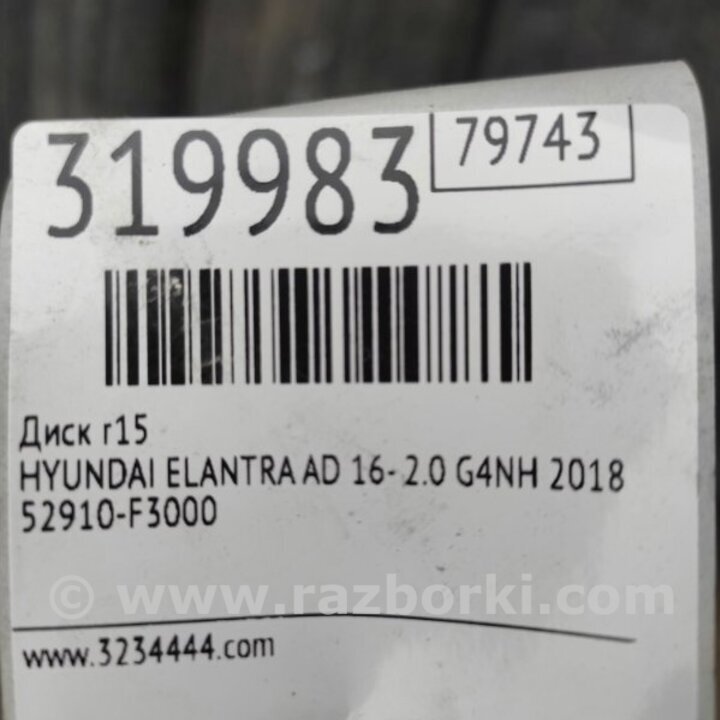 319983 79743
Диск r15
HYUNDAI ELANTRA AD 16- 2.0 G4NH 2018
52910-F3000
© www.razborki.com
www.3234444.com